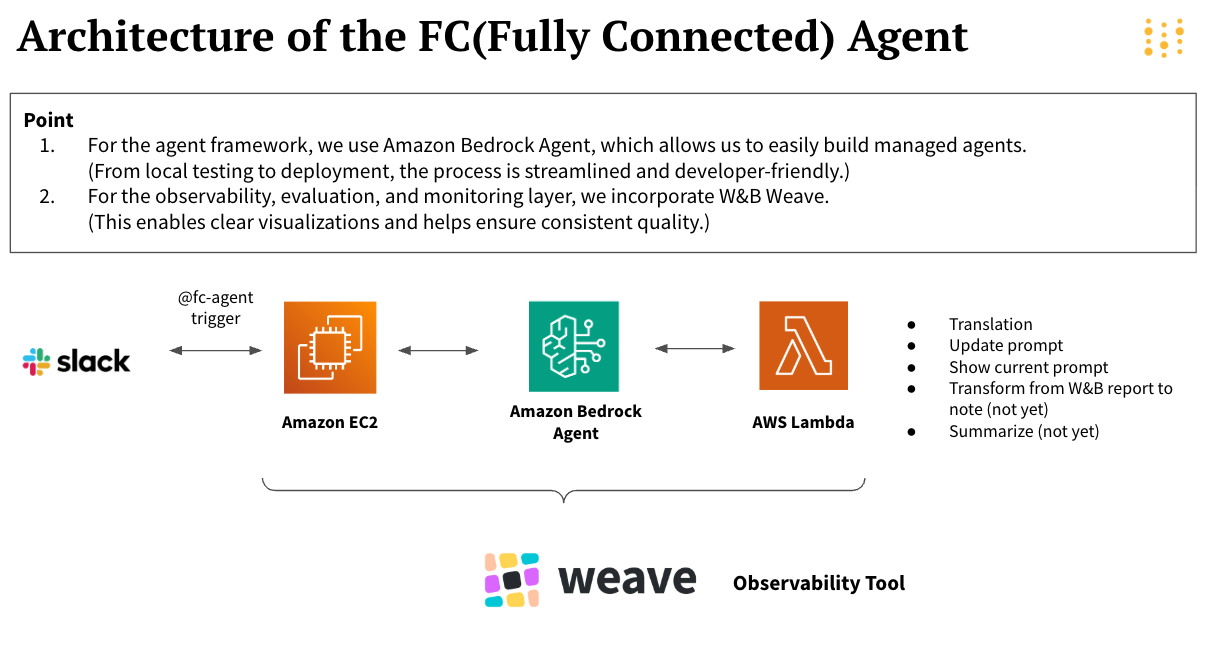 Architecture of the FC(Fully Connected) Agent
Point
1. For the agent framework, we use Amazon Bedrock Agent, which allows us to easily build managed agents.
(From local testing to deployment, the process is streamlined and developer-friendly.)
2. For the observability, evaluation, and monitoring layer, we incorporate W&B Weave.
(This enables clear visualizations and helps ensure consistent quality.)
@fc-agent
trigger
slack
Amazon EC2
Amazon Bedrock
Agent
AWS Lambda
● Translation
● Update prompt
● Show current prompt
● Transform from W&B report to
note (not yet)
● Summarize (not yet)
weave
Observability Tool